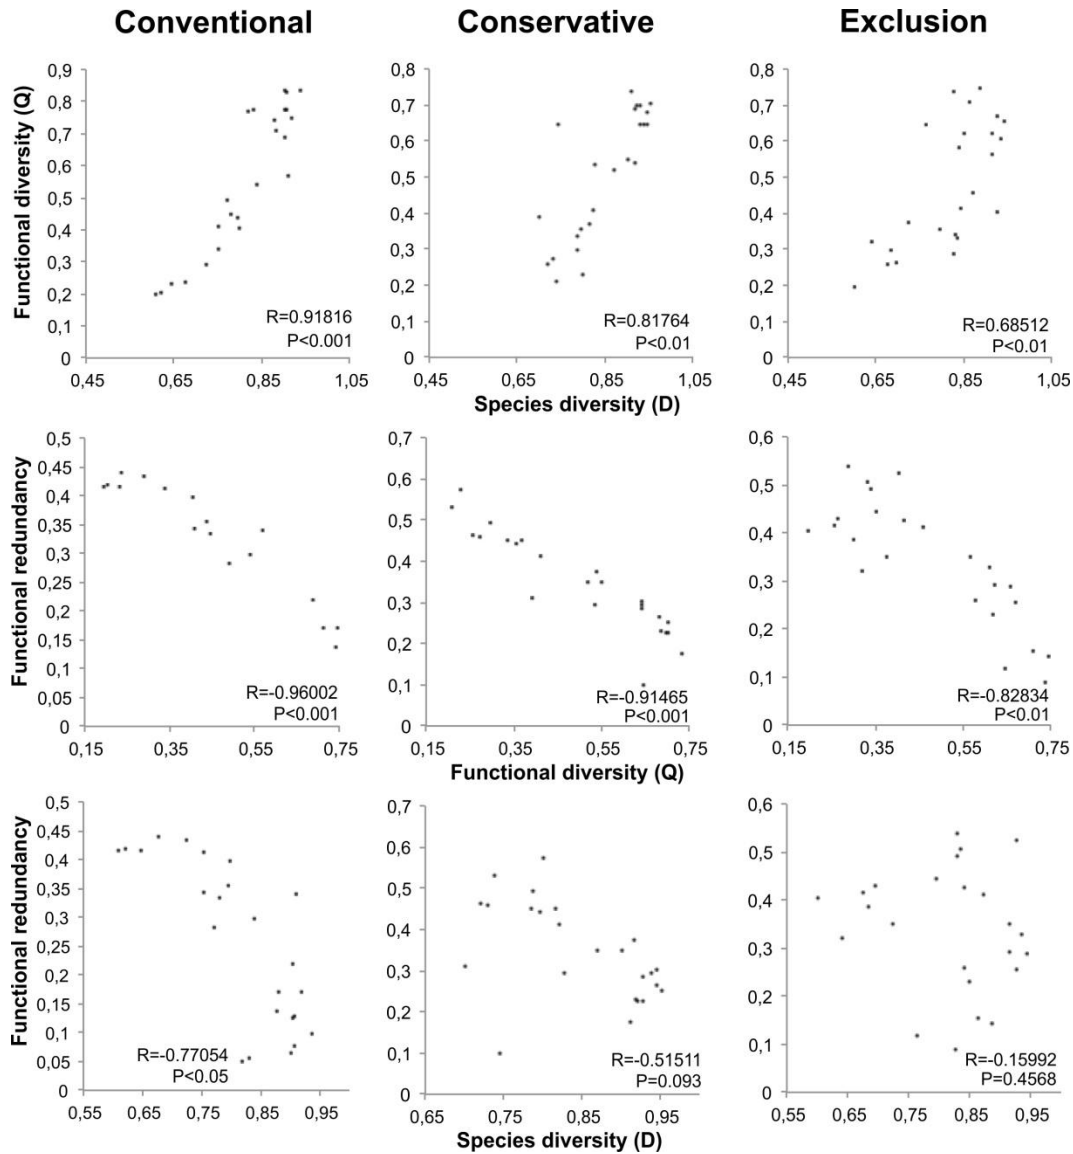 Conventional
Conservative
Exclusion
Functional diversity (Q)
0,9
0,8
0,7
0,6
0,5
0,4
0,3
0,2
0,1
0
0,45 0,65 0,85 1,05
R=0.91816
P<0.001
0,8
0,7
0,6
0,5
0,4
0,3
0,2
0,1
0
0,45 0,65 0,85 1,05
R=0.81764
P<0.01
0,8
0,7
0,6
0,5
0,4
0,3
0,2
0,1
0
0,45 0,65 0,85 1,05
R=0.68512
P<0.01
Species diversity (D)
Functional redundancy
0,5
0,45
0,4
0,35
0,3
0,25
0,2
0,15
0,1
0,05
0
0,15 0,35 0,55 0,75
R=-0.96002
P<0.001
0,7
0,6
0,5
0,4
0,3
0,2
0,1
0
0,15 0,35 0,55 0,75
R=-0.91465
P<0.001
0,6
0,5
0,4
0,3
0,2
0,1
0
0,15 0,35 0,55 0,75
R=-0.82834
P<0.01
Functional diversity (Q)
Functional redundancy
0,5
0,45
0,4
0,35
0,3
0,25
0,2
0,15
0,1
0,05
0
0,55 0,65 0,75 0,85 0,95
R=-0.77054
P<0.05
0,7
0,6
0,5
0,4
0,3
0,2
0,1
0
0,65 0,75 0,85 0,95
R=-0.51511
P=0.093
0,6
0,5
0,4
0,3
0,2
0,1
0
0,55 0,65 0,75 0,85 0,95
R=-0.15992
P=0.4568
Species diversity (D)